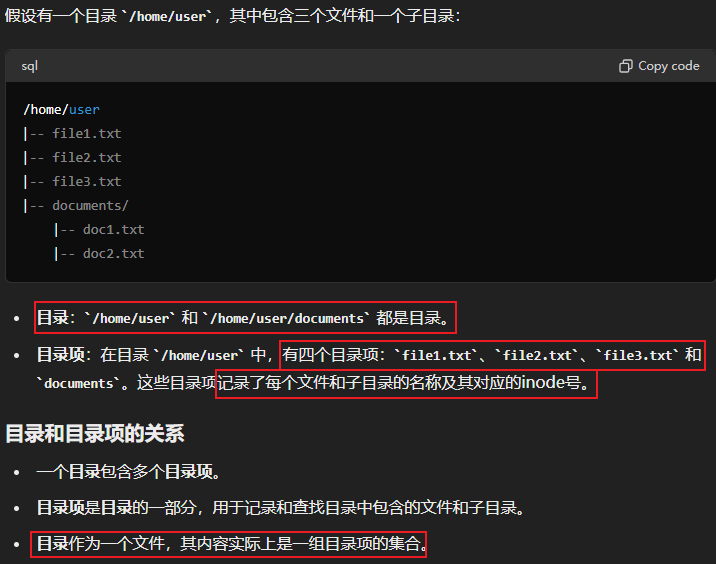 假设有一个目录 `/home/user`，其中包含三个文件和一个子目录：
sql Copy code
/home/user
|-- file1.txt
|-- file2.txt
|-- file3.txt
|-- documents/
    |-- doc1.txt
    |-- doc2.txt
• 目录：`/home/user` 和 `/home/user/documents` 都是目录。
• 目录项：在目录 `/home/user` 中，有四个目录项：`file1.txt`、`file2.txt`、`file3.txt` 和
`documents`。这些目录项记录了每个文件和子目录的名称及其对应的inode号。
目录和目录项的关系
• 一个目录包含多个目录项。
• 目录项是目录的一部分，用于记录和查找目录中包含的文件和子目录。
• 目录作为一个文件，其内容实际上是一组目录项的集合。